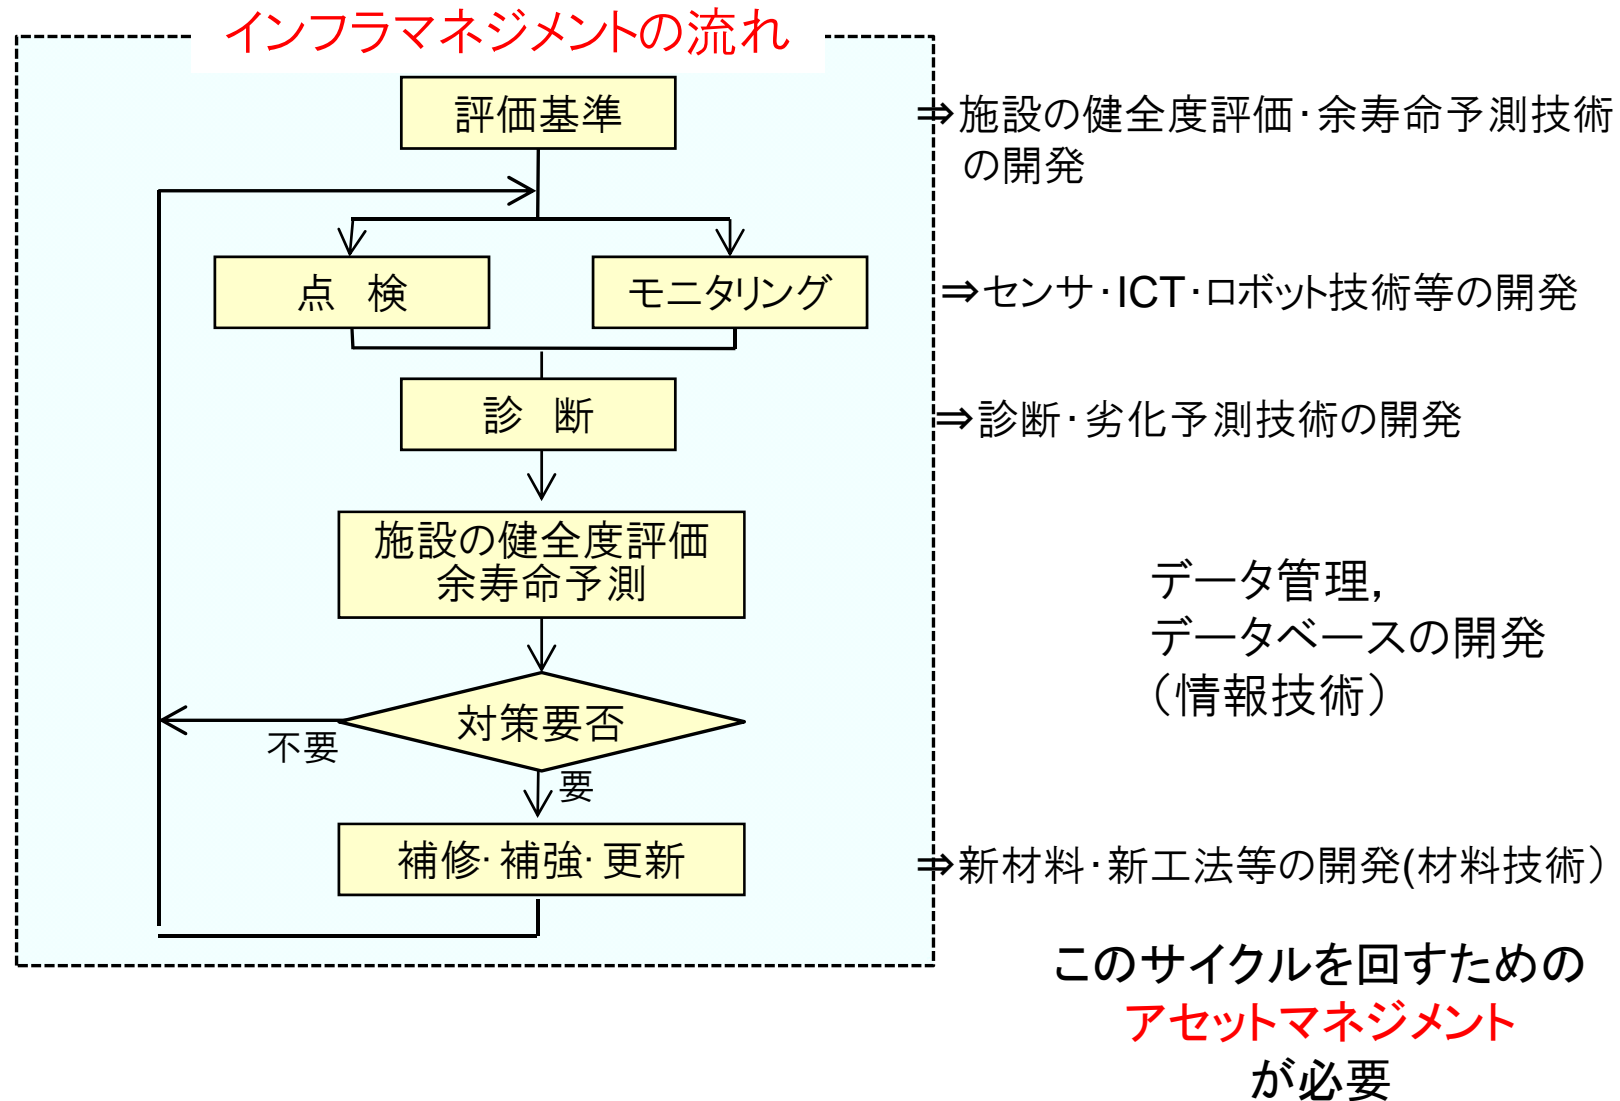 インフラマネジメントの流れ
評価基準
⇒施設の健全度評価・余寿命予測技術
の開発
点　検
モニタリング
⇒センサ・ICT・ロボット技術等の開発
診　断
⇒診断・劣化予測技術の開発
施設の健全度評価
余寿命予測
データ管理,
データベースの開発
（情報技術）
対策要否
不要
要
補修・補強・更新
⇒新材料・新工法等の開発(材料技術）
このサイクルを回すための
アセットマネジメント
が必要